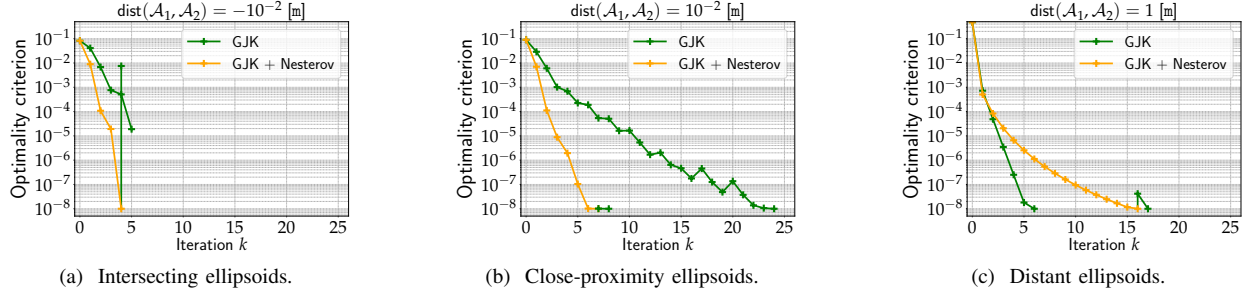 dist(𝒜₁, 𝒜₂) = −10⁻² [m]
Optimality criterion
10⁻¹
10⁻²
10⁻³
10⁻⁴
10⁻⁵
10⁻⁶
10⁻⁷
10⁻⁸
GJK
GJK + Nesterov
0 5 10 15 20 25
Iteration k
(a) Intersecting ellipsoids.
dist(𝒜₁, 𝒜₂) = 10⁻² [m]
Optimality criterion
10⁻¹
10⁻²
10⁻³
10⁻⁴
10⁻⁵
10⁻⁶
10⁻⁷
10⁻⁸
GJK
GJK + Nesterov
0 5 10 15 20 25
Iteration k
(b) Close-proximity ellipsoids.
dist(𝒜₁, 𝒜₂) = 1 [m]
Optimality criterion
10⁻¹
10⁻²
10⁻³
10⁻⁴
10⁻⁵
10⁻⁶
10⁻⁷
10⁻⁸
GJK
GJK + Nesterov
0 5 10 15 20 25
Iteration k
(c) Distant ellipsoids.